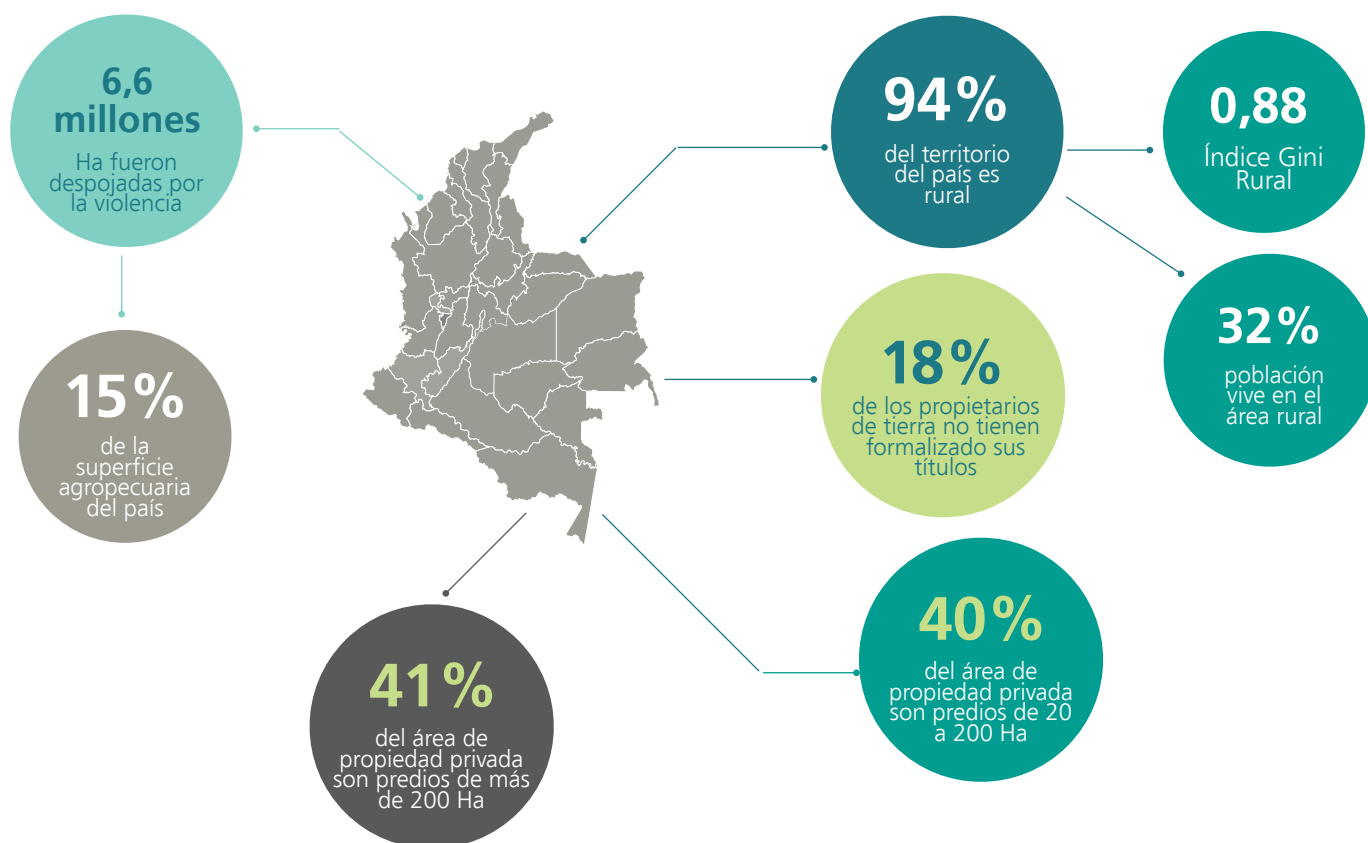 6,6
millones
Ha fueron
despojadas por
la violencia
15%
de la
superficie
agropecuaria
del país
94%
del territorio
del país es
rural
0,88
Índice Gini
Rural
32%
población
vive en el
área rural
18%
de los propietarios
de tierra no tienen
formalizado sus
títulos
40%
del área de
propiedad privada
son predios de 20
a 200 Ha
41%
del área de
propiedad privada
son predios de más
de 200 Ha